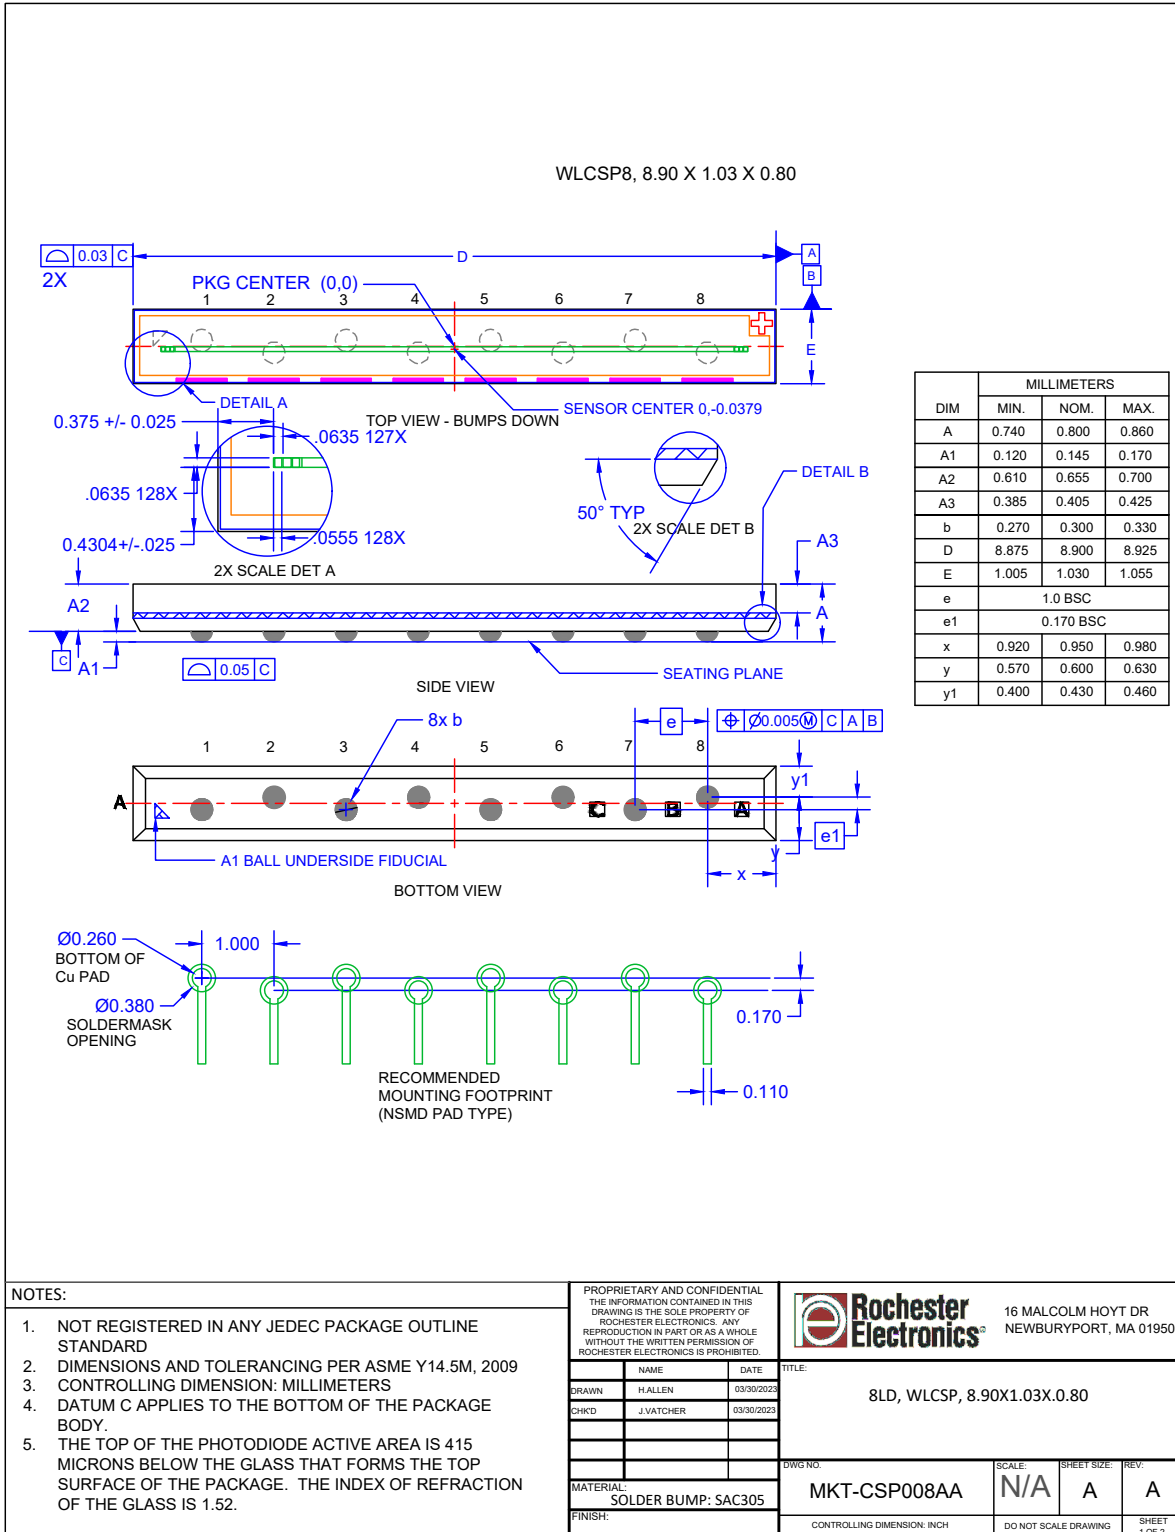 WLCSP8, 8.90 X 1.03 X 0.80
0.03 C
2X
D
A
B
PKG CENTER (0,0)
1 2 3 4 5 6 7 8
E
DETAIL A
0.375 +/- 0.025
TOP VIEW - BUMPS DOWN
SENSOR CENTER 0,-0.0379
.0635 127X
.0635 128X
0.4304+/-.025
.0555 128X
2X SCALE DET A
50° TYP
2X SCALE DET B
DETAIL B
MILLIMETERS
DIM MIN. NOM. MAX.
A 0.740 0.800 0.860
A1 0.120 0.145 0.170
A2 0.610 0.655 0.700
A3 0.385 0.405 0.425
b 0.270 0.300 0.330
D 8.875 8.900 8.925
E 1.005 1.030 1.055
e 1.0 BSC
e1 0.170 BSC
x 0.920 0.950 0.980
y 0.570 0.600 0.630
y1 0.400 0.430 0.460
A3
A2
A
C
A1
0.05 C
SEATING PLANE
SIDE VIEW
8x b
e
Ø0.005Ⓜ C A B
1 2 3 4 5 6 7 8
y1
A
C B A
e1
y
x
A1 BALL UNDERSIDE FIDUCIAL
BOTTOM VIEW
Ø0.260
BOTTOM OF
Cu PAD
1.000
Ø0.380
SOLDERMASK
OPENING
0.170
0.110
RECOMMENDED
MOUNTING FOOTPRINT
(NSMD PAD TYPE)
NOTES:
1. NOT REGISTERED IN ANY JEDEC PACKAGE OUTLINE
STANDARD
2. DIMENSIONS AND TOLERANCING PER ASME Y14.5M, 2009
3. CONTROLLING DIMENSION: MILLIMETERS
4. DATUM C APPLIES TO THE BOTTOM OF THE PACKAGE
BODY.
5. THE TOP OF THE PHOTODIODE ACTIVE AREA IS 415
MICRONS BELOW THE GLASS THAT FORMS THE TOP
SURFACE OF THE PACKAGE. THE INDEX OF REFRACTION
OF THE GLASS IS 1.52.
PROPRIETARY AND CONFIDENTIAL
THE INFORMATION CONTAINED IN THIS
DRAWING IS THE SOLE PROPERTY OF
ROCHESTER ELECTRONICS. ANY
REPRODUCTION IN PART OR AS A WHOLE
WITHOUT THE WRITTEN PERMISSION OF
ROCHESTER ELECTRONICS IS PROHIBITED.
NAME DATE
DRAWN H.ALLEN 03/30/2023
CHK'D J.VATCHER 03/30/2023
MATERIAL:
SOLDER BUMP: SAC305
FINISH:
Rochester
Electronics
16 MALCOLM HOYT DR
NEWBURYPORT, MA 01950
TITLE:
8LD, WLCSP, 8.90X1.03X.0.80
DWG NO.
MKT-CSP008AA
SCALE:
N/A
SHEET SIZE:
A
REV:
A
CONTROLLING DIMENSION: INCH
DO NOT SCALE DRAWING
SHEET